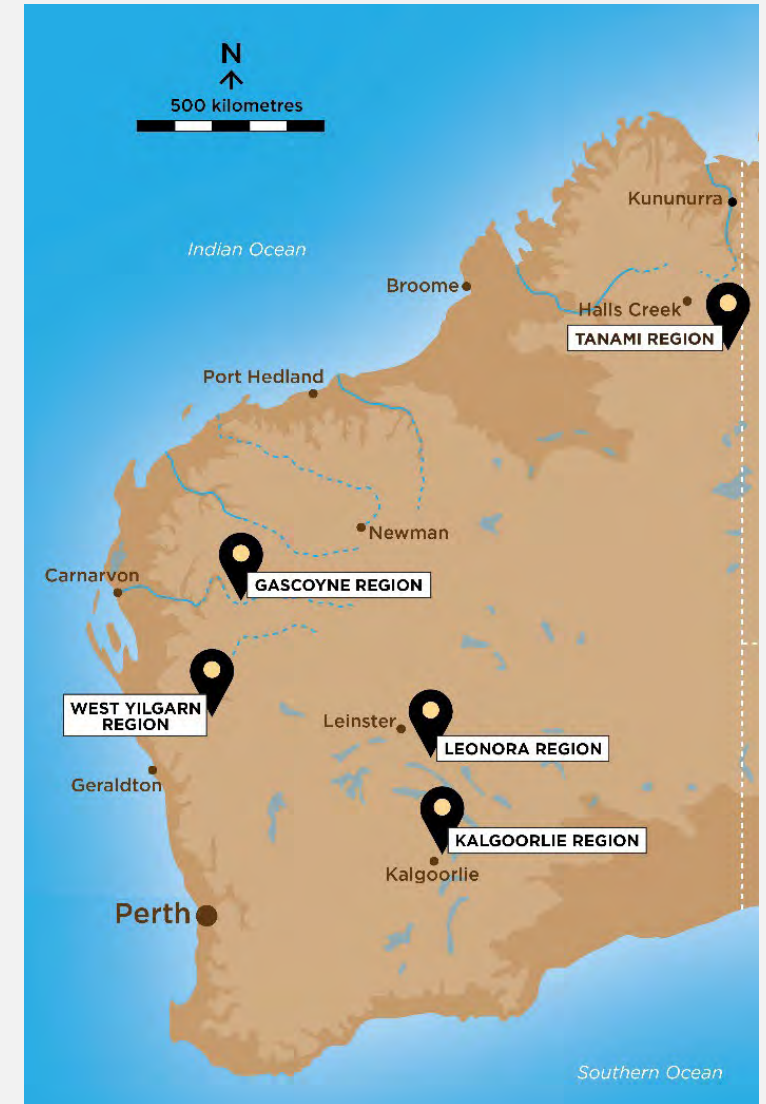 N
500 kilometres
Kununurra
Indian Ocean
Broome
Halls Creek
TANAMI REGION
Port Hedland
Newman
Carnarvon
GASCOYNE REGION
WEST YILGARN
REGION
Leinster
LEONORA REGION
Geraldton
KALGOORLIE REGION
Kalgoorlie
Perth
Southern Ocean